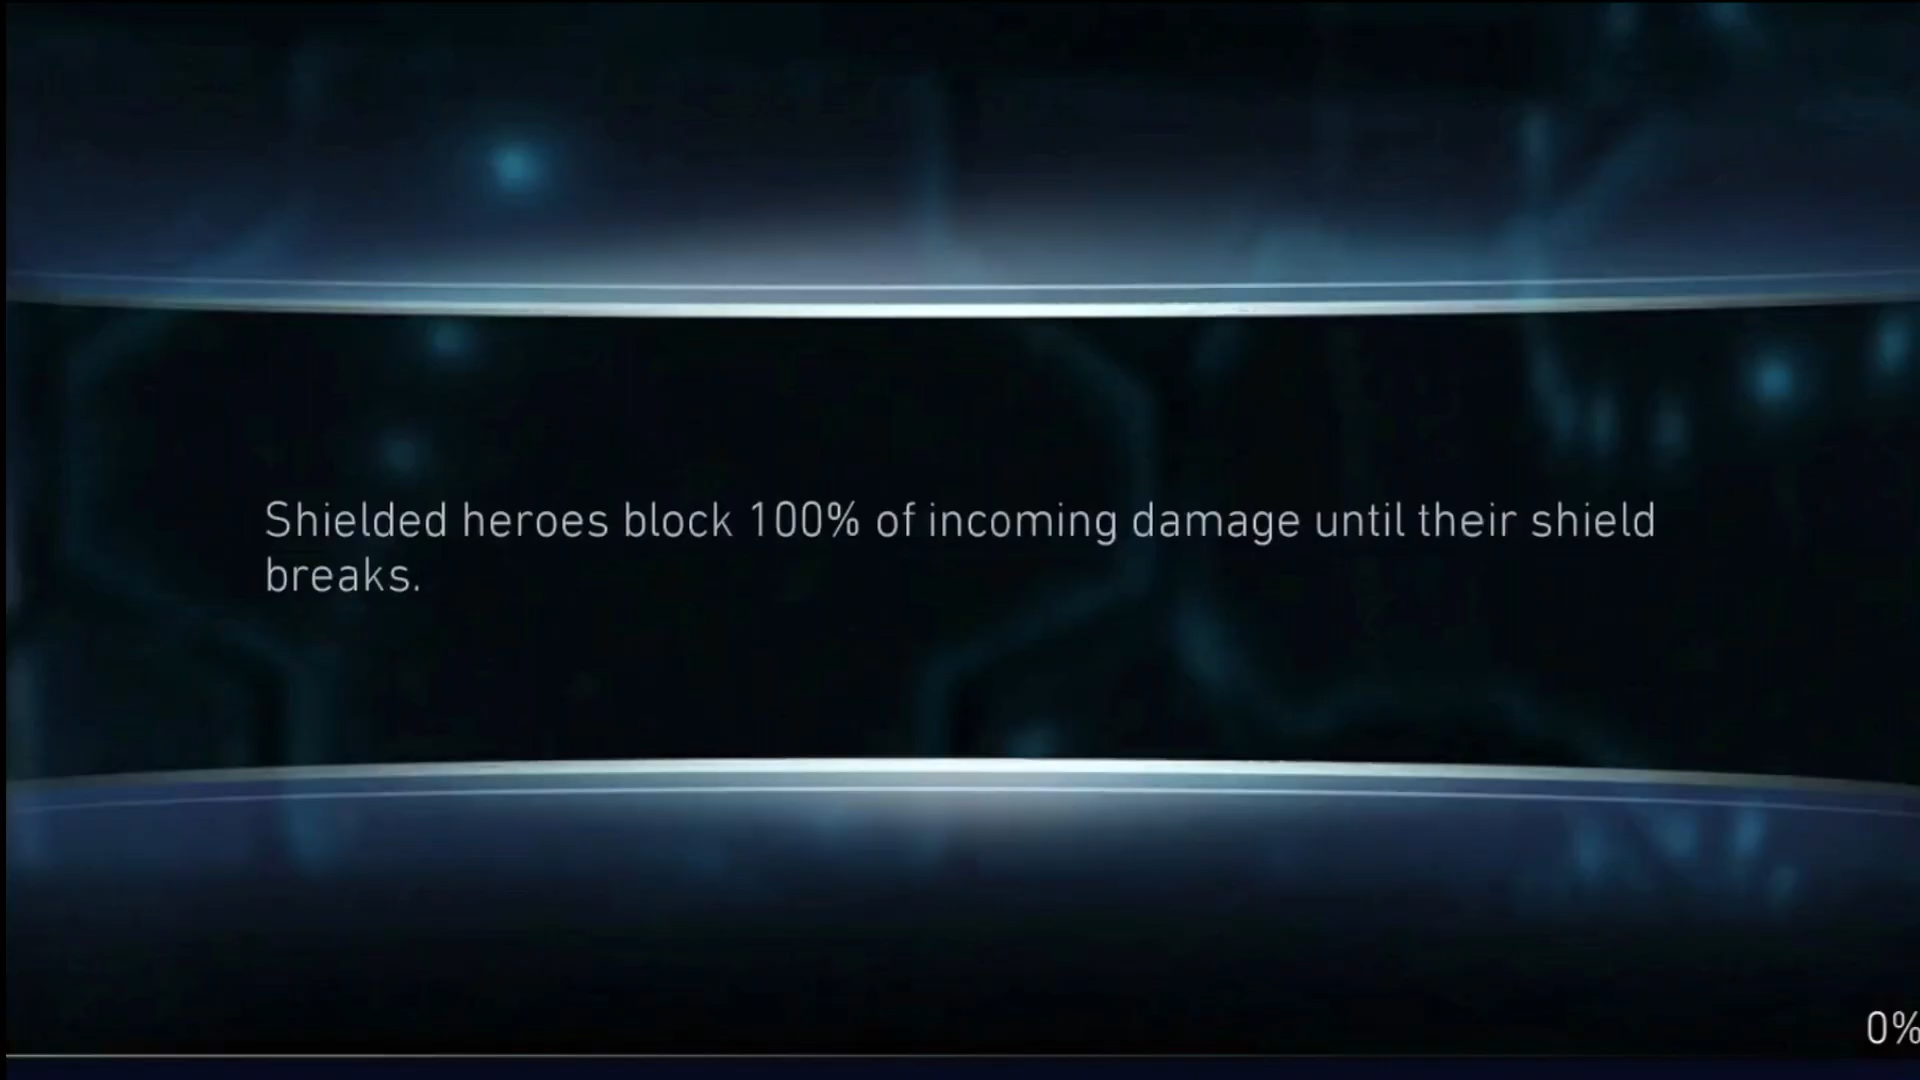 Shielded heroes block 100% of incoming damage until their shield
breaks.
0%